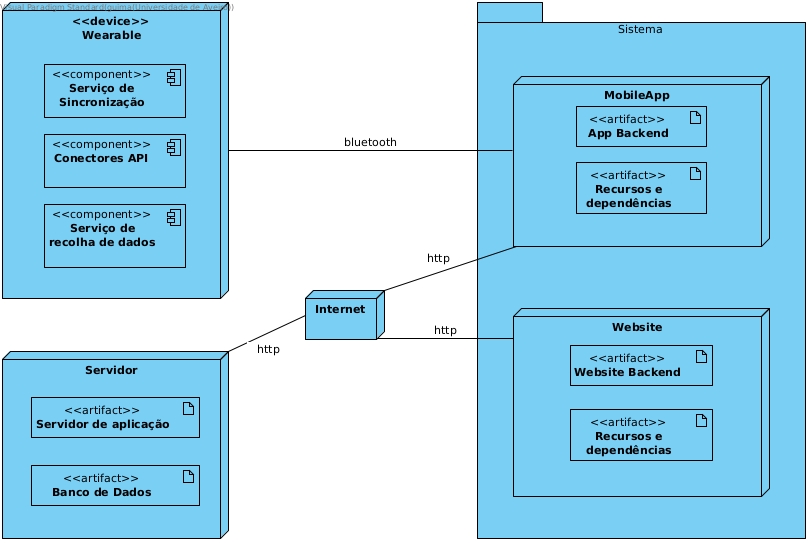 Visual Paradigm Standard(quima(Universidade de Aveiro))
<<device>>
Wearable
<<component>>
Serviço de
Sincronização
<<component>>
Conectores API
<<component>>
Serviço de
recolha de dados
bluetooth
Sistema
MobileApp
<<artifact>>
App Backend
<<artifact>>
Recursos e
dependências
http
Internet
http
http
Servidor
<<artifact>>
Servidor de aplicação
<<artifact>>
Banco de Dados
Website
<<artifact>>
Website Backend
<<artifact>>
Recursos e
dependências